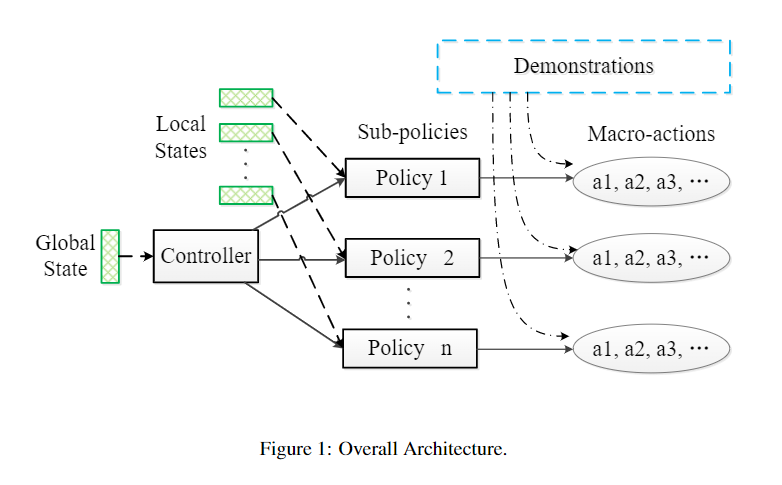 Demonstrations
Local
States
Sub-policies
Macro-actions
Policy 1
a1, a2, a3, ···
Global
State
Controller
Policy 2
a1, a2, a3, ···
Policy n
a1, a2, a3, ···
Figure 1: Overall Architecture.